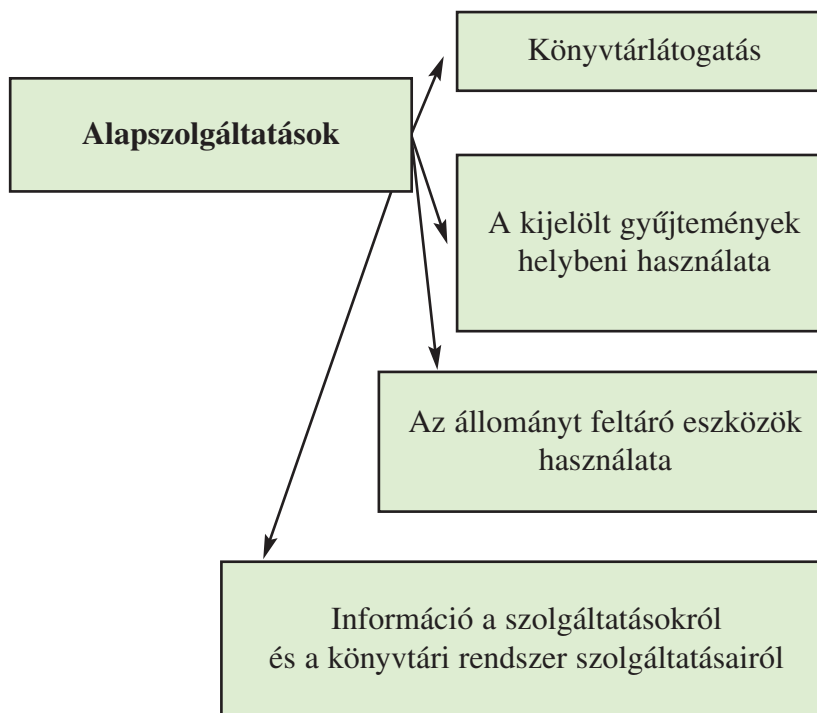 Könyvtárlátogatás
Alapszolgáltatások
A kijelölt gyűjtemények
helybeni használata
Az állományt feltáró eszközök
használata
Információ a szolgáltatásokról
és a könyvtári rendszer szolgáltatásairól